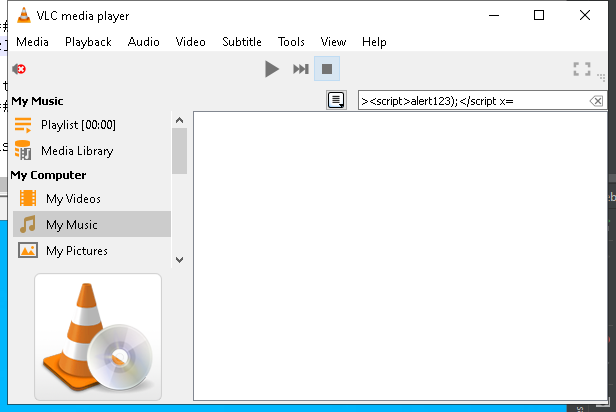 VLC media player
Media Playback Audio Video Subtitle Tools View Help
My Music
><script>alert123);</script x=
Playlist [00:00]
Media Library
My Computer
My Videos
My Music
My Pictures